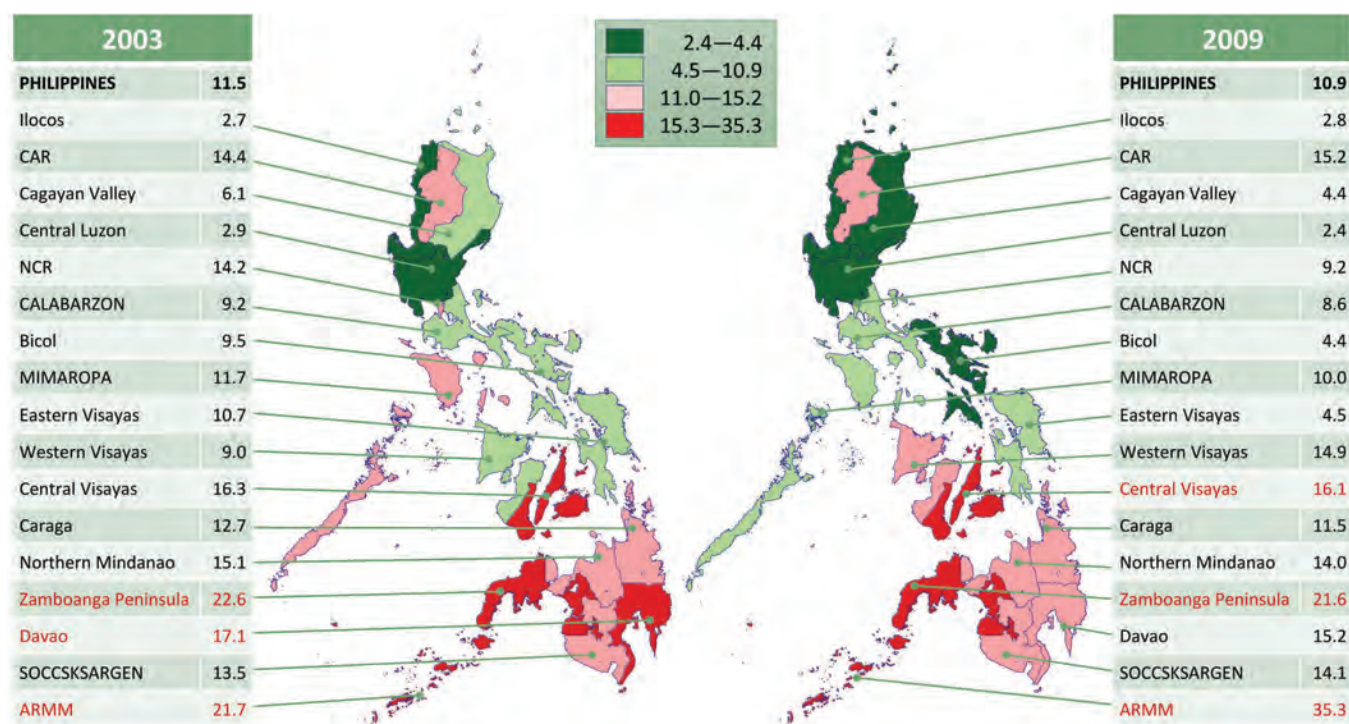 2003
PHILIPPINES 11.5
Ilocos 2.7
CAR 14.4
Cagayan Valley 6.1
Central Luzon 2.9
NCR 14.2
CALABARZON 9.2
Bicol 9.5
MIMAROPA 11.7
Eastern Visayas 10.7
Western Visayas 9.0
Central Visayas 16.3
Caraga 12.7
Northern Mindanao 15.1
Zamboanga Peninsula 22.6
Davao 17.1
SOCCSKSARGEN 13.5
ARMM 21.7
2.4—4.4
4.5—10.9
11.0—15.2
15.3—35.3
2009
PHILIPPINES 10.9
Ilocos 2.8
CAR 15.2
Cagayan Valley 4.4
Central Luzon 2.4
NCR 9.2
CALABARZON 8.6
Bicol 4.4
MIMAROPA 10.0
Eastern Visayas 4.5
Western Visayas 14.9
Central Visayas 16.1
Caraga 11.5
Northern Mindanao 14.0
Zamboanga Peninsula 21.6
Davao 15.2
SOCCSKSARGEN 14.1
ARMM 35.3